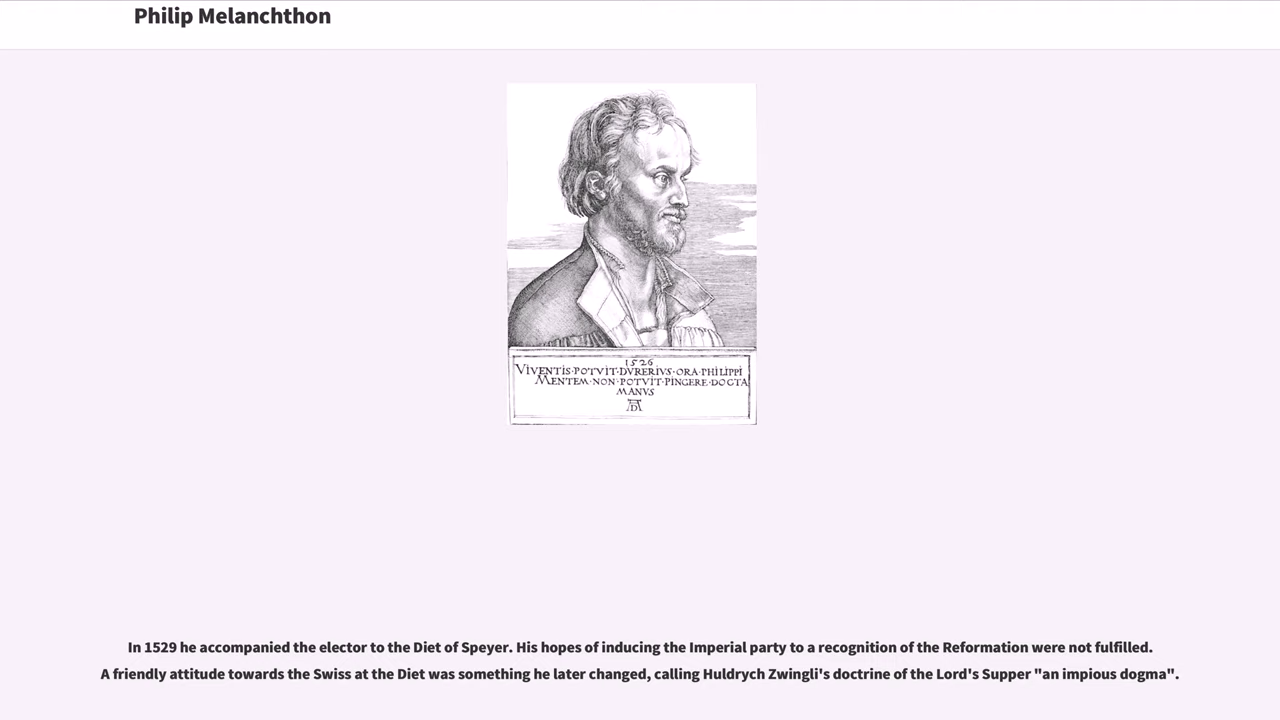 Philip Melanchthon
1526
VIVENTIS·POTVIT·DVRERIVS·ORA·PHILIPPI
MENTEM·NON·POTVIT·PINGERE·DOCTA
MANVS
AD
In 1529 he accompanied the elector to the Diet of Speyer. His hopes of inducing the Imperial party to a recognition of the Reformation were not fulfilled.
A friendly attitude towards the Swiss at the Diet was something he later changed, calling Huldrych Zwingli's doctrine of the Lord's Supper "an impious dogma".